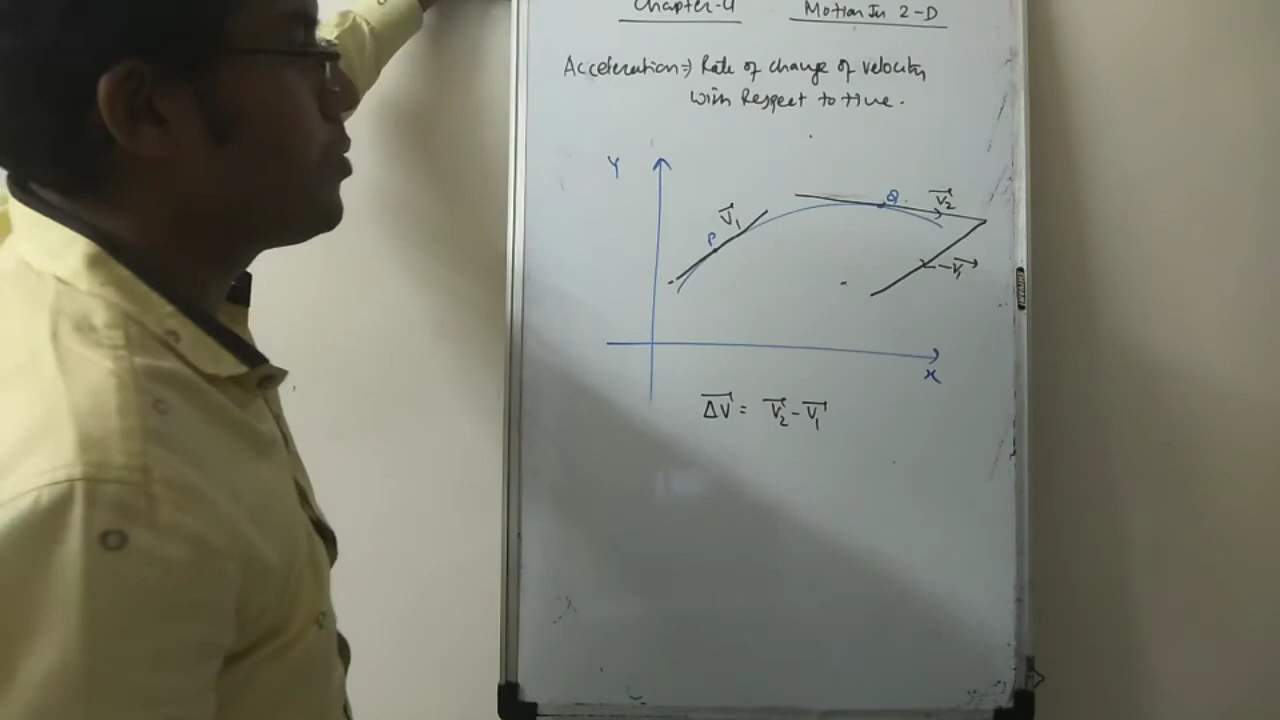 Chapter-4 Motion In 2-D
Acceleration⇒ Rate of change of velocity
with Respect to time.
Y
V₁
P
Q
V₂
-V₁
X
ΔV = V₂-V₁